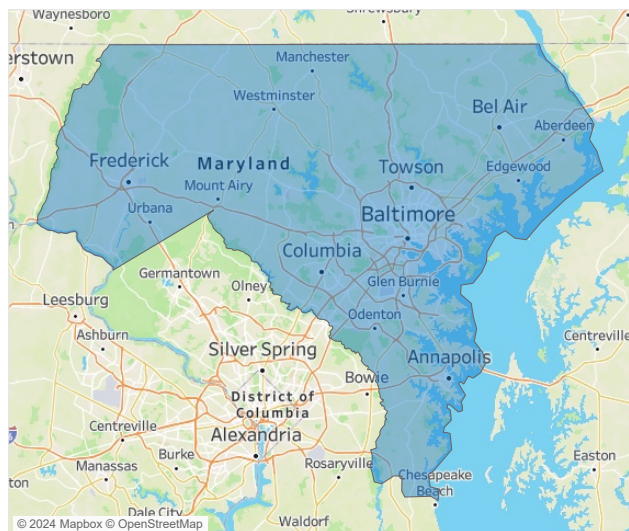 Waynesboro
Shrewsbury
erstown
Manchester
Westminster
Bel Air
Aberdeen
Frederick
Maryland
Towson
Edgewood
Mount Airy
Urbana
Baltimore
Columbia
Germantown
Glen Burnie
Olney
Leesburg
Odenton
Ashburn
Centreville
Silver Spring
Annapolis
Bowie
District of
Columbia
Centreville
Alexandria
Burke
Easton
Manassas
Rosaryville
Chesapeake
Beach
ton
Dale City
Waldorf
© 2024 Mapbox © OpenStreetMap